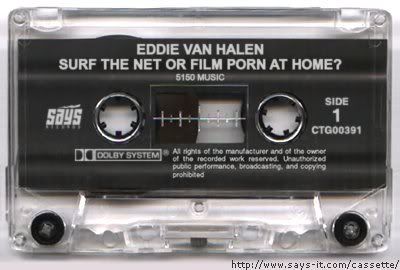 EDDIE VAN HALEN
SURF THE NET OR FILM PORN AT HOME?
5150 MUSIC
says
RECORDS
SIDE
1
CTG00391
DOLBY SYSTEM®
All rights of the manufacturer and of the owner
of the recorded work reserved. Unauthorized
public performance, broadcasting, and copying
prohibited
http://www.says-it.com/cassette/